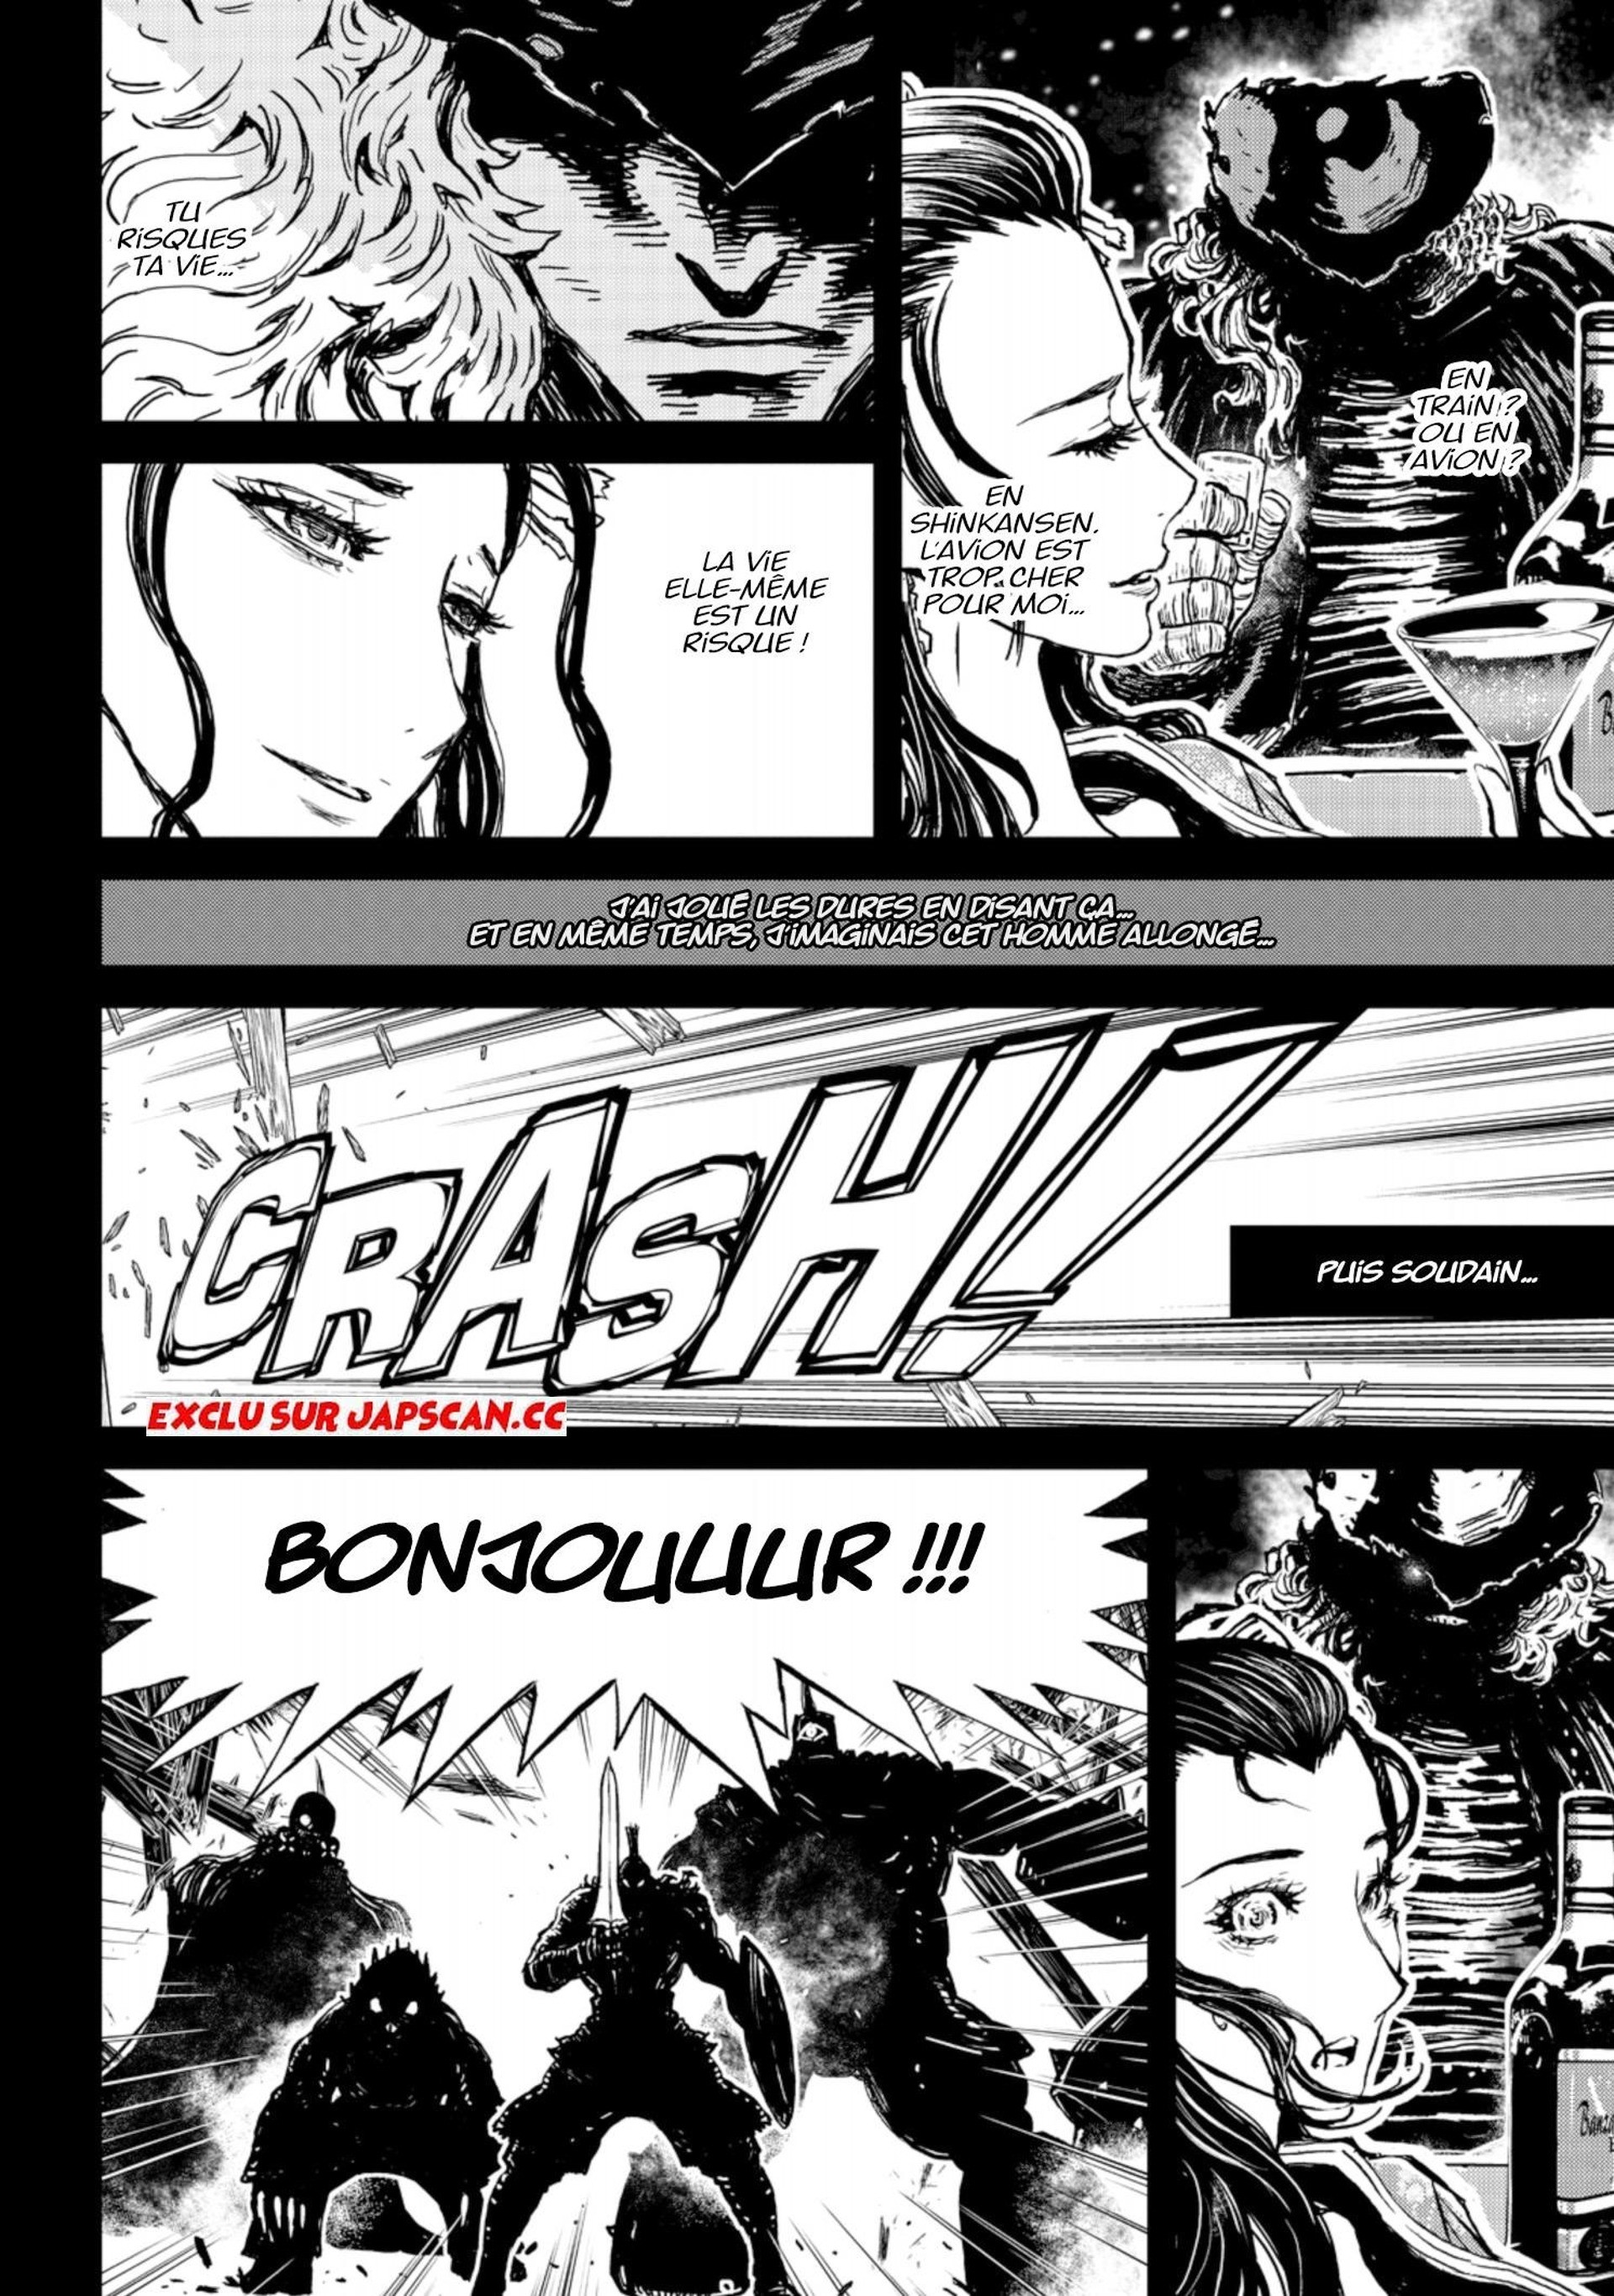 EN
TRAIN ?
OU EN
AVION ?
EN
SHINKANSEN.
L'AVION EST
TROP CHER
POUR MOI...
TU
RISQUES
TA VIE...
LA VIE
ELLE-MÊME
EST UN
RISQUE !
J'AI JOUÉ LES DURES EN DISANT ÇA...
ET EN MÊME TEMPS, J'IMAGINAIS CET HOMME ALLONGÉ...
PUIS SOUDAIN...
CRASH!
EXCLU SUR JAPSCAN.CC
BONJOUUUR !!!